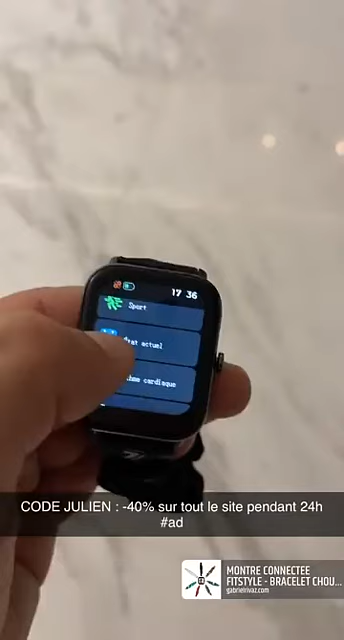 17 36
Sport
état actuel
thme cardiaque
CODE JULIEN : -40% sur tout le site pendant 24h
#ad
MONTRE CONNECTEE
FITSTYLE - BRACELET CHOU...
gabrielrivaz.com